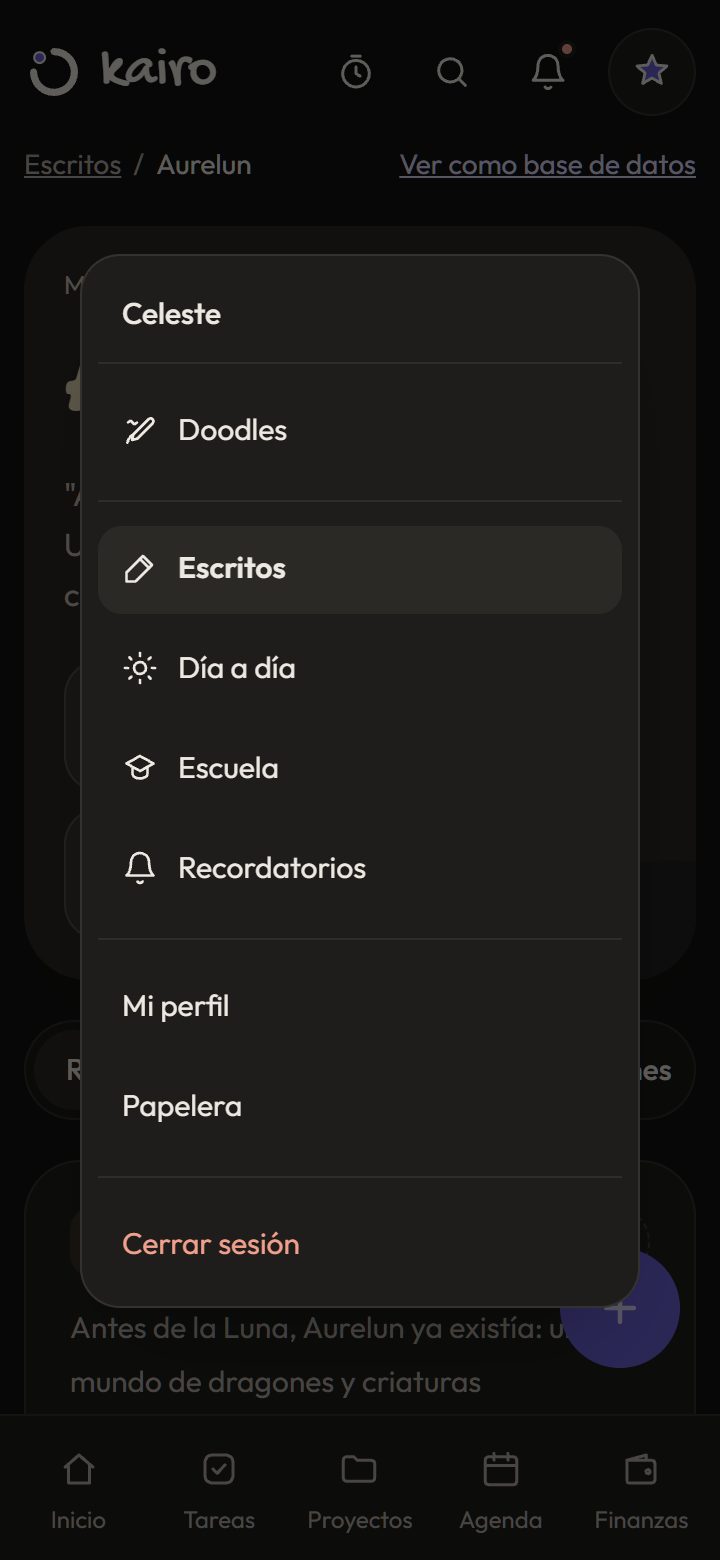 kairo
Escritos / Aurelun
Ver como base de datos
Celeste
Doodles
Escritos
Día a día
Escuela
Recordatorios
Mi perfil
Papelera
Cerrar sesión
Antes de la Luna, Aurelun ya existía:
mundo de dragones y criaturas
Inicio
Tareas
Proyectos
Agenda
Finanzas